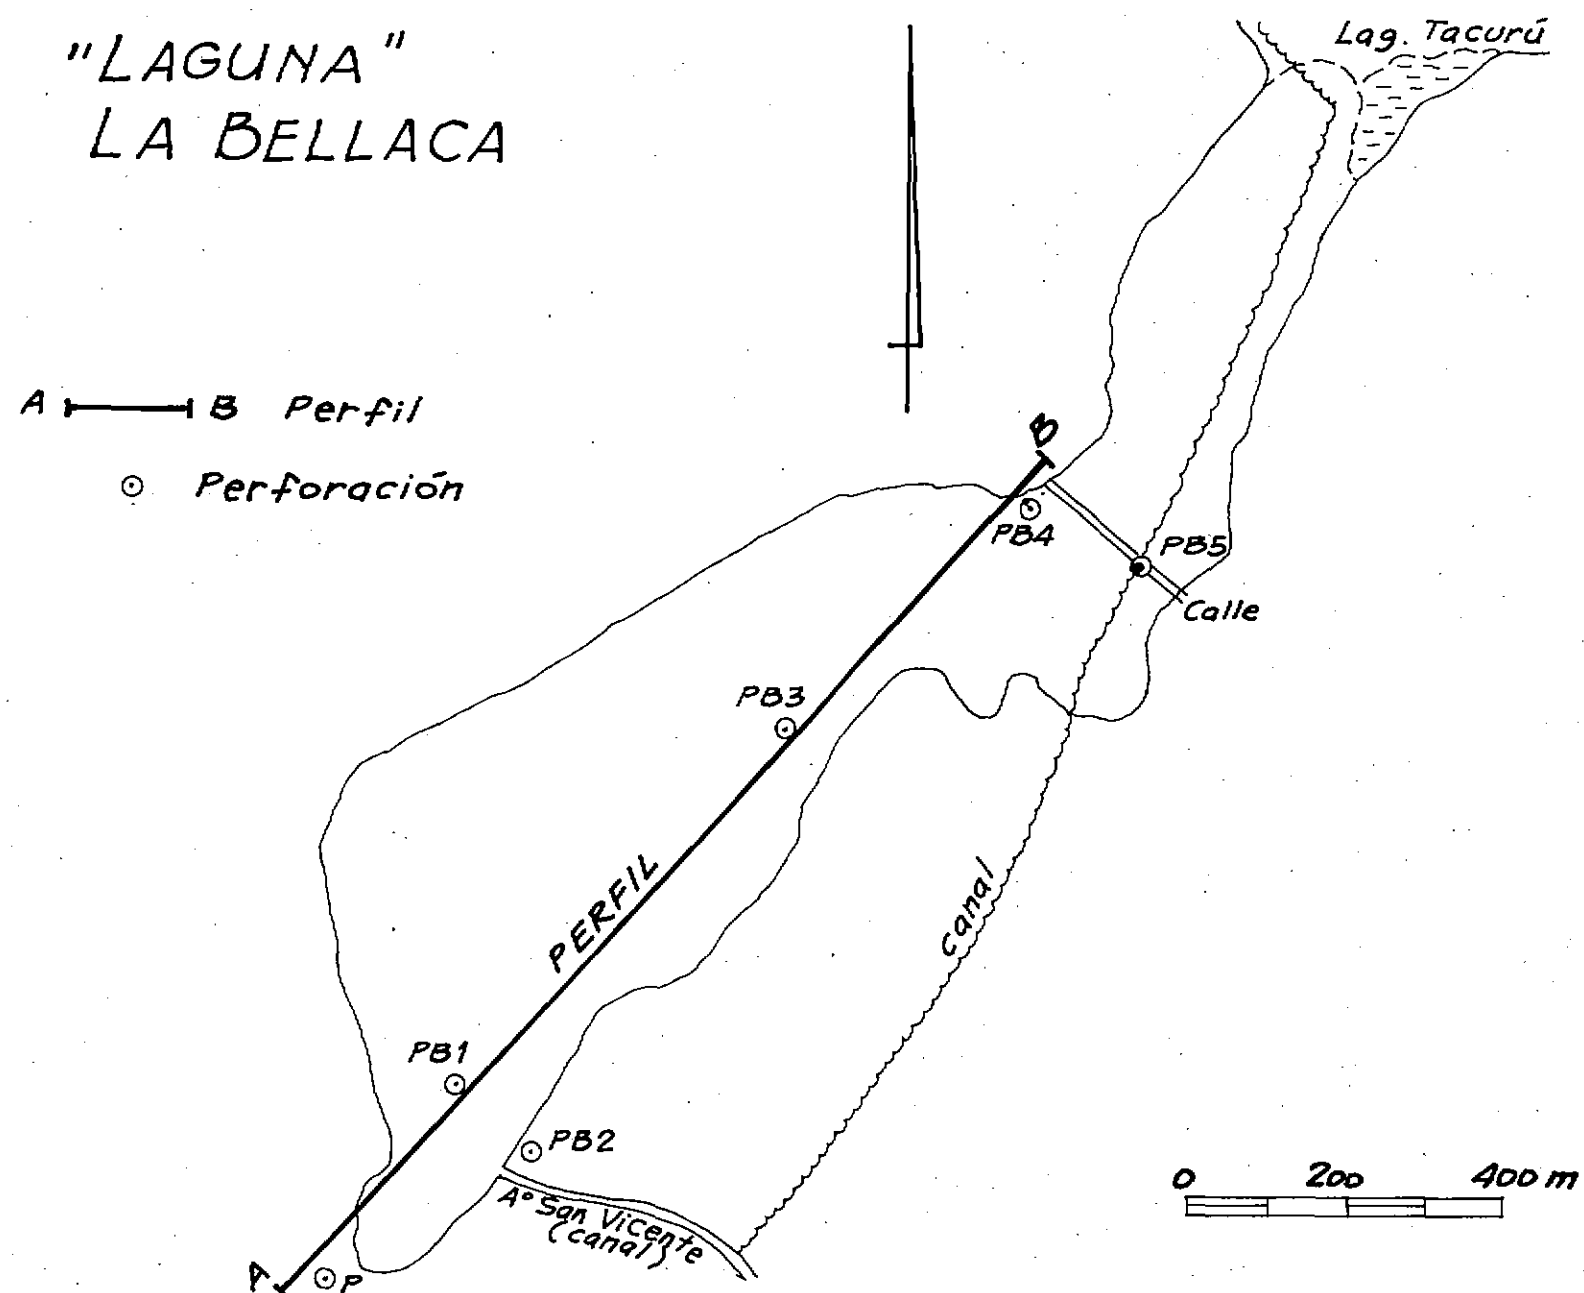 "LAGUNA"
LA BELLACA
Lag. Tacurú
A B Perfil
Perforación
B
PB4
PB5
Calle
PB3
PERFIL
canal
PB1
PB2
A° San Vicente
(canal)
A
P
0 200 400 m